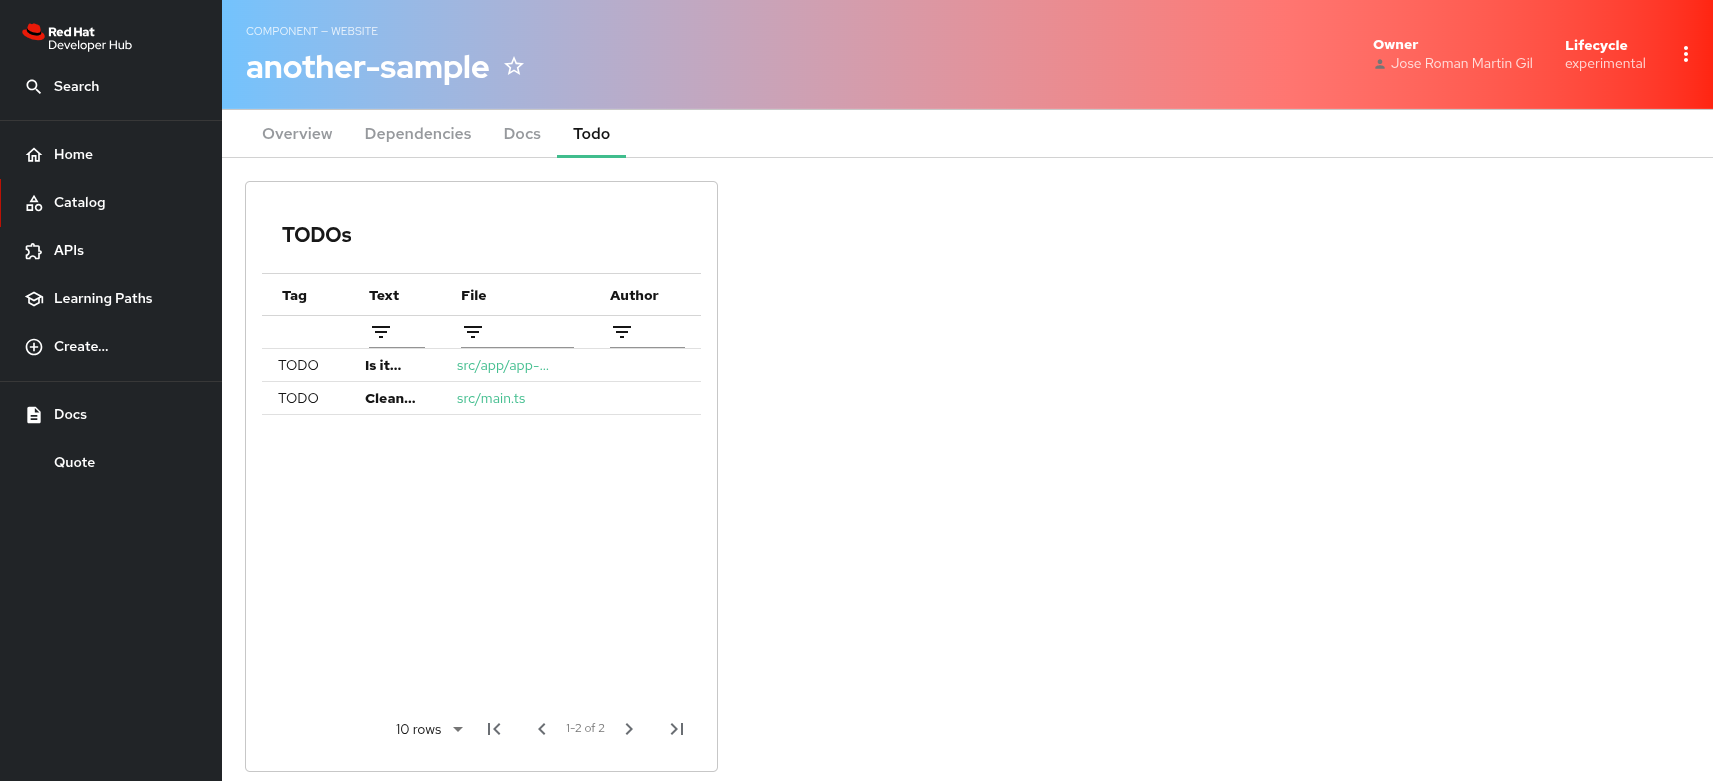 Red Hat
Developer Hub
Search
Home
Catalog
APIs
Learning Paths
Create...
Docs
Quote
COMPONENT — WEBSITE
another-sample
Owner
Jose Roman Martin Gil
Lifecycle
experimental
Overview Dependencies Docs Todo
TODOs
Tag Text File Author
TODO Is it... src/app/app-...
TODO Clean... src/main.ts
10 rows 1-2 of 2